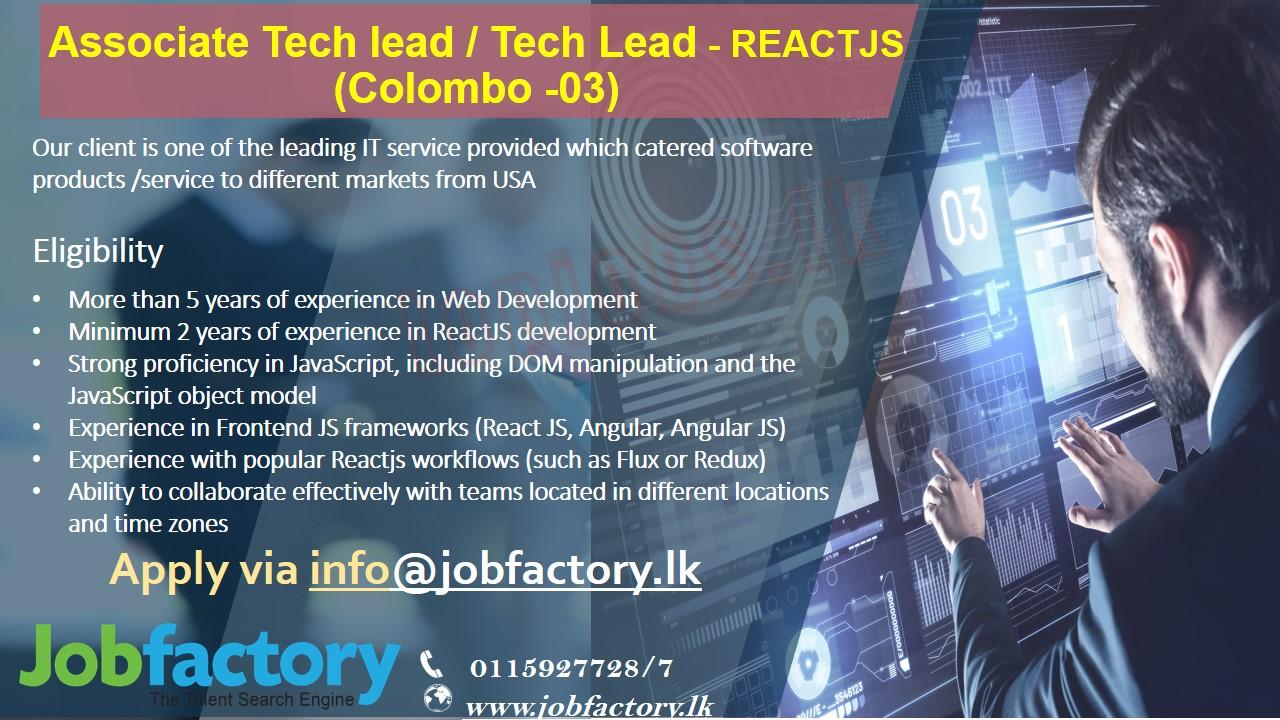 Associate Tech lead / Tech Lead - REACTJS
(Colombo -03)
Our client is one of the leading IT service provided which catered software
products /service to different markets from USA
Eligibility
• More than 5 years of experience in Web Development
• Minimum 2 years of experience in ReactJS development
• Strong proficiency in JavaScript, including DOM manipulation and the
JavaScript object model
• Experience in Frontend JS frameworks (React JS, Angular, Angular JS)
• Experience with popular Reactjs workflows (such as Flux or Redux)
• Ability to collaborate effectively with teams located in different locations
and time zones
Apply via info@jobfactory.lk
Jobfactory
The Talent Search Engine
0115927728/7
www.jobfactory.lk
03
1